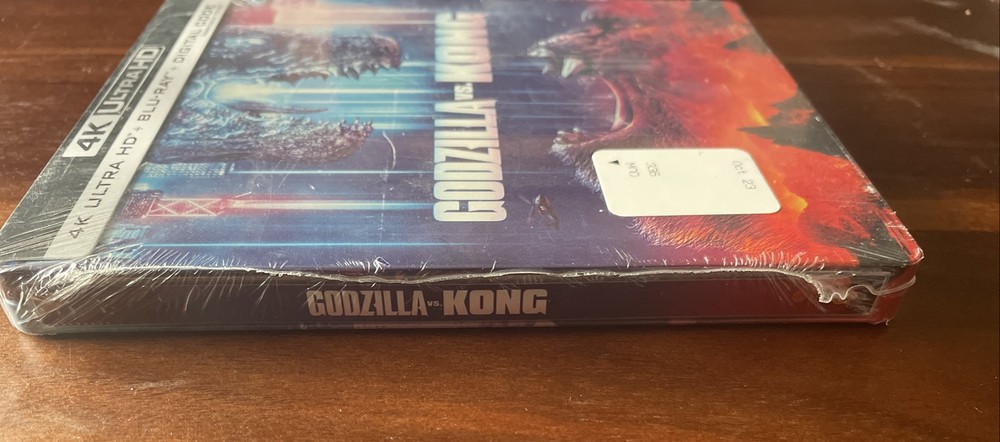 4K ULTRA HD
4K ULTRA HD + BLU-RAY + DIGITAL CODE
GODZILLA VS. KONG
Oct 23
GODZILLA VS. KONG